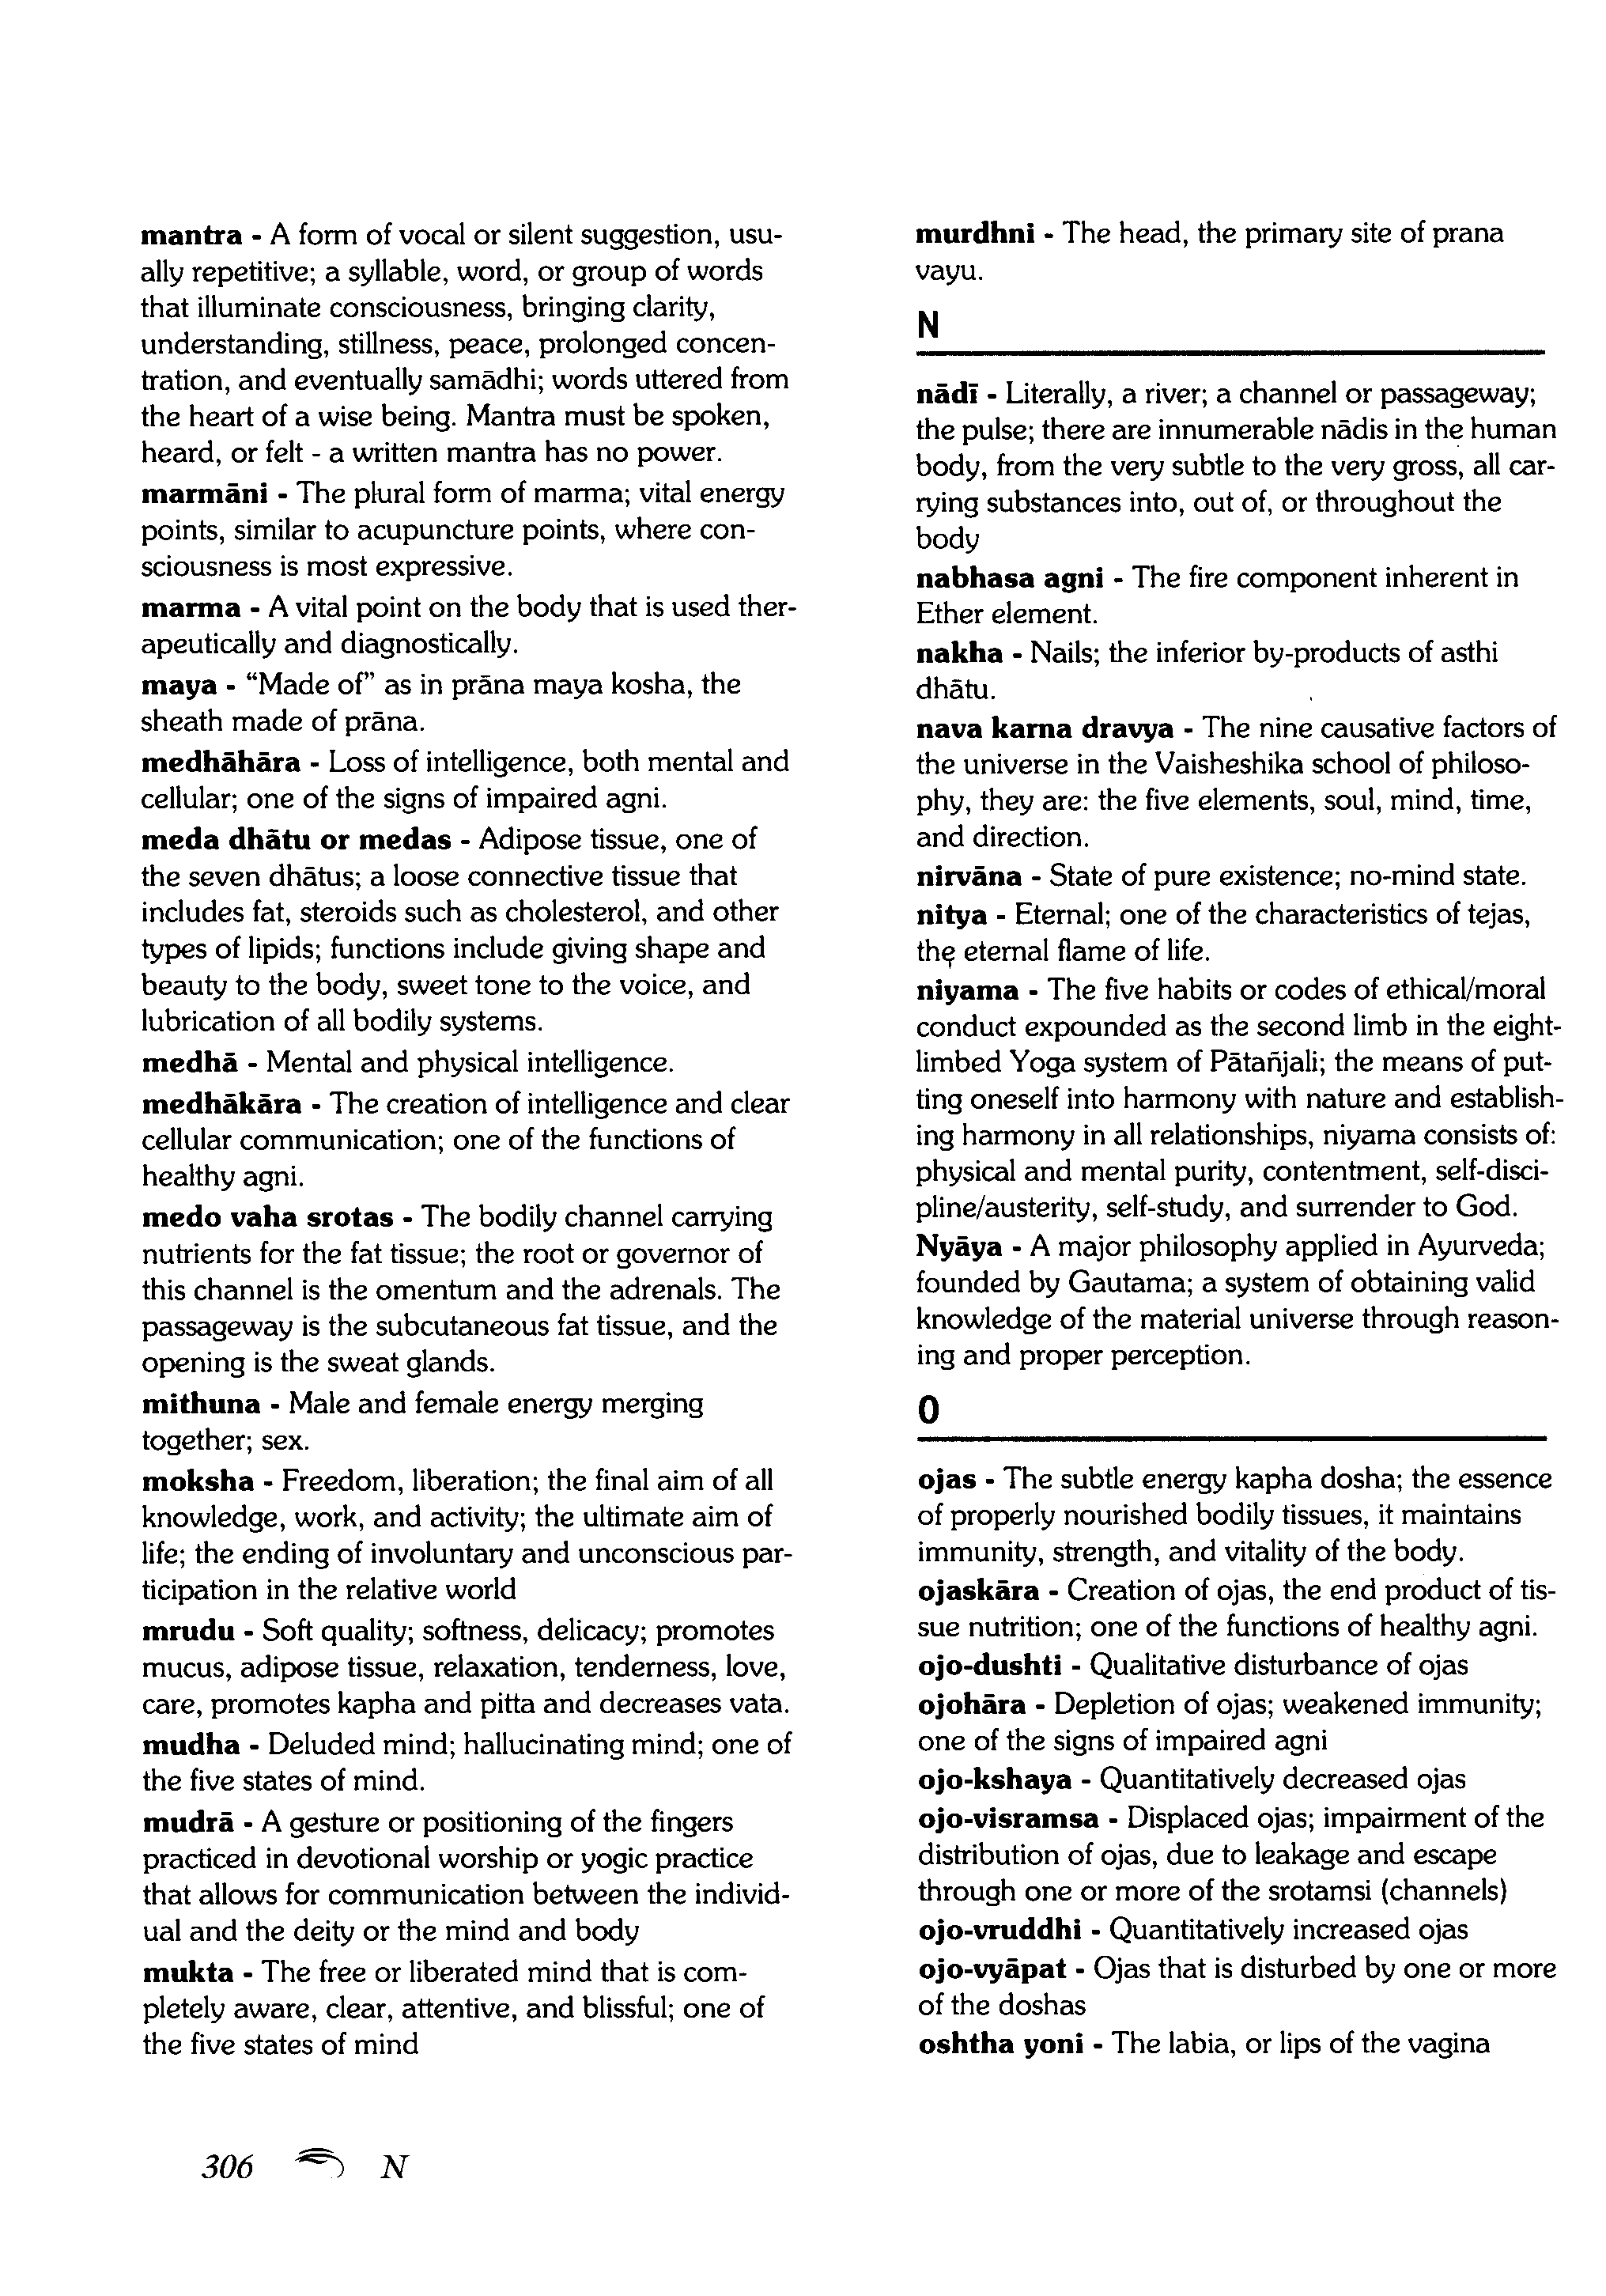 mantra - A form of vocal or silent suggestion, usu-
ally repetitive; a syllable, word, or group of words
that illuminate consciousness, bringing clarity,
understanding, stillness, peace, prolonged concen-
tration, and eventually samādhi; words uttered from
the heart of a wise being. Mantra must be spoken,
heard, or felt - a written mantra has no power.
marmāni - The plural form of marma; vital energy
points, similar to acupuncture points, where con-
sciousness is most expressive.
marma - A vital point on the body that is used ther-
apeutically and diagnostically.
maya - “Made of” as in prāna maya kosha, the
sheath made of prāna.
medhāhāra - Loss of intelligence, both mental and
cellular; one of the signs of impaired agni.
meda dhātu or medas - Adipose tissue, one of
the seven dhātus; a loose connective tissue that
includes fat, steroids such as cholesterol, and other
types of lipids; functions include giving shape and
beauty to the body, sweet tone to the voice, and
lubrication of all bodily systems.
medhā - Mental and physical intelligence.
medhākāra - The creation of intelligence and clear
cellular communication; one of the functions of
healthy agni.
medo vaha srotas - The bodily channel carrying
nutrients for the fat tissue; the root or governor of
this channel is the omentum and the adrenals. The
passageway is the subcutaneous fat tissue, and the
opening is the sweat glands.
mithuna - Male and female energy merging
together; sex.
moksha - Freedom, liberation; the final aim of all
knowledge, work, and activity; the ultimate aim of
life; the ending of involuntary and unconscious par-
ticipation in the relative world
mrudu - Soft quality; softness, delicacy; promotes
mucus, adipose tissue, relaxation, tenderness, love,
care, promotes kapha and pitta and decreases vata.
mudha - Deluded mind; hallucinating mind; one of
the five states of mind.
mudrā - A gesture or positioning of the fingers
practiced in devotional worship or yogic practice
that allows for communication between the individ-
ual and the deity or the mind and body
mukta - The free or liberated mind that is com-
pletely aware, clear, attentive, and blissful; one of
the five states of mind
murdhni - The head, the primary site of prana
vayu.
N
nādī - Literally, a river; a channel or passageway;
the pulse; there are innumerable nādis in the human
body, from the very subtle to the very gross, all car-
rying substances into, out of, or throughout the
body
nabhasa agni - The fire component inherent in
Ether element.
nakha - Nails; the inferior by-products of asthi
dhātu.
nava karna dravya - The nine causative factors of
the universe in the Vaisheshika school of philoso-
phy, they are: the five elements, soul, mind, time,
and direction.
nirvāna - State of pure existence; no-mind state.
nitya - Eternal; one of the characteristics of tejas,
the eternal flame of life.
niyama - The five habits or codes of ethical/moral
conduct expounded as the second limb in the eight-
limbed Yoga system of Pātañjali; the means of put-
ting oneself into harmony with nature and establish-
ing harmony in all relationships, niyama consists of:
physical and mental purity, contentment, self-disci-
pline/austerity, self-study, and surrender to God.
Nyāya - A major philosophy applied in Ayurveda;
founded by Gautama; a system of obtaining valid
knowledge of the material universe through reason-
ing and proper perception.
O
ojas - The subtle energy kapha dosha; the essence
of properly nourished bodily tissues, it maintains
immunity, strength, and vitality of the body.
ojaskāra - Creation of ojas, the end product of tis-
sue nutrition; one of the functions of healthy agni.
ojo-dushti - Qualitative disturbance of ojas
ojohāra - Depletion of ojas; weakened immunity;
one of the signs of impaired agni
ojo-kshaya - Quantitatively decreased ojas
ojo-visramsa - Displaced ojas; impairment of the
distribution of ojas, due to leakage and escape
through one or more of the srotamsi (channels)
ojo-vruddhi - Quantitatively increased ojas
ojo-vyāpat - Ojas that is disturbed by one or more
of the doshas
oshtha yoni - The labia, or lips of the vagina
306 N